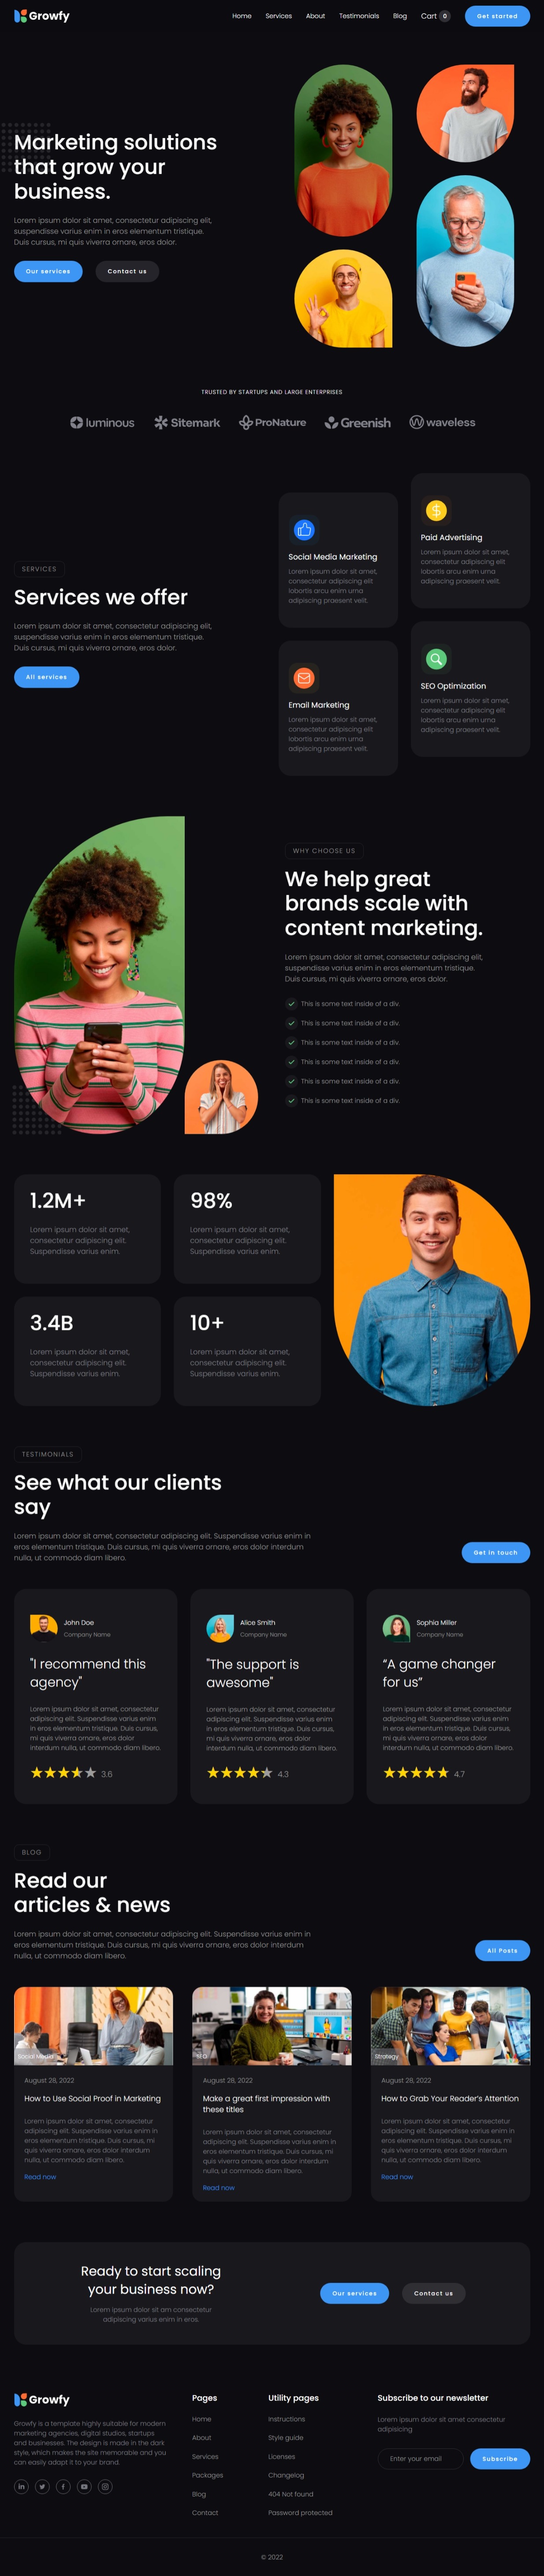 Growfy
Home Services About Testimonials Blog Cart 0 Get started
Marketing solutions
that grow your
business.
Lorem ipsum dolor sit amet, consectetur adipiscing elit,
suspendisse varius enim in eros elementum tristique.
Duis cursus, mi quis viverra ornare, eros dolor.
Our services Contact us
TRUSTED BY STARTUPS AND LARGE ENTERPRISES
luminous Sitemark ProNature Greenish waveless
SERVICES
Services we offer
Lorem ipsum dolor sit amet, consectetur adipiscing elit,
suspendisse varius enim in eros elementum tristique.
Duis cursus, mi quis viverra ornare, eros dolor.
All services
Social Media Marketing
Lorem ipsum dolor sit amet,
consectetur adipiscing elit
lobortis arcu enim urna
adipiscing praesent velit.
Paid Advertising
Lorem ipsum dolor sit amet,
consectetur adipiscing elit
lobortis arcu enim urna
adipiscing praesent velit.
Email Marketing
Lorem ipsum dolor sit amet,
consectetur adipiscing elit
lobortis arcu enim urna
adipiscing praesent velit.
SEO Optimization
Lorem ipsum dolor sit amet,
consectetur adipiscing elit
lobortis arcu enim urna
adipiscing praesent velit.
WHY CHOOSE US
We help great
brands scale with
content marketing.
Lorem ipsum dolor sit amet, consectetur adipiscing elit,
suspendisse varius enim in eros elementum tristique.
Duis cursus, mi quis viverra ornare, eros dolor.
This is some text inside of a div.
This is some text inside of a div.
This is some text inside of a div.
This is some text inside of a div.
This is some text inside of a div.
This is some text inside of a div.
1.2M+
Lorem ipsum dolor sit amet,
consectetur adipiscing elit.
Suspendisse varius enim.
98%
Lorem ipsum dolor sit amet,
consectetur adipiscing elit.
Suspendisse varius enim.
3.4B
Lorem ipsum dolor sit amet,
consectetur adipiscing elit.
Suspendisse varius enim.
10+
Lorem ipsum dolor sit amet,
consectetur adipiscing elit.
Suspendisse varius enim.
TESTIMONIALS
See what our clients
say
Lorem ipsum dolor sit amet, consectetur adipiscing elit. Suspendisse varius enim in
eros elementum tristique. Duis cursus, mi quis viverra ornare, eros dolor interdum
nulla, ut commodo diam libero.
Get in touch
John Doe
Company Name
"I recommend this
agency"
Lorem ipsum dolor sit amet, consectetur
adipiscing elit. Suspendisse varius enim
in eros elementum tristique. Duis cursus,
mi quis viverra ornare, eros dolor
interdum nulla, ut commodo diam libero.
3.6
Alice Smith
Company Name
"The support is
awesome"
Lorem ipsum dolor sit amet, consectetur
adipiscing elit. Suspendisse varius enim
in eros elementum tristique. Duis cursus,
mi quis viverra ornare, eros dolor
interdum nulla, ut commodo diam libero.
4.3
Sophia Miller
Company Name
“A game changer
for us”
Lorem ipsum dolor sit amet, consectetur
adipiscing elit. Suspendisse varius enim
in eros elementum tristique. Duis cursus,
mi quis viverra ornare, eros dolor
interdum nulla, ut commodo diam libero.
4.7
BLOG
Read our
articles & news
Lorem ipsum dolor sit amet, consectetur adipiscing elit. Suspendisse varius enim in
eros elementum tristique. Duis cursus, mi quis viverra ornare, eros dolor interdum
nulla, ut commodo diam libero.
All Posts
Social Media
August 28, 2022
How to Use Social Proof in Marketing
Lorem ipsum dolor sit amet, consectetur
adipiscing elit. Suspendisse varius enim in
eros elementum tristique. Duis cursus, mi
quis viverra ornare, eros dolor interdum
nulla, ut commodo diam libero.
Read now
SEO
August 28, 2022
Make a great first impression with
these titles
Lorem ipsum dolor sit amet, consectetur
adipiscing elit. Suspendisse varius enim in
eros elementum tristique. Duis cursus, mi
quis viverra ornare, eros dolor interdum
nulla, ut commodo diam libero.
Read now
Strategy
August 28, 2022
How to Grab Your Reader's Attention
Lorem ipsum dolor sit amet, consectetur
adipiscing elit. Suspendisse varius enim in
eros elementum tristique. Duis cursus, mi
quis viverra ornare, eros dolor interdum
nulla, ut commodo diam libero.
Read now
Ready to start scaling
your business now?
Lorem ipsum dolor sit am consectetur
adipiscing varius enim in eros.
Our services Contact us
Growfy
Growfy is a template highly suitable for modern
marketing agencies, digital studios, startups
and businesses. The design is made in the dark
style, which makes the site memorable and you
can easily adapt it to your brand.
Pages
Home
About
Services
Packages
Blog
Contact
Utility pages
Instructions
Style guide
Licenses
Changelog
404 Not found
Password protected
Subscribe to our newsletter
Lorem ipsum dolor sit amet consectetur
adipisicing
Enter your email Subscribe
© 2022